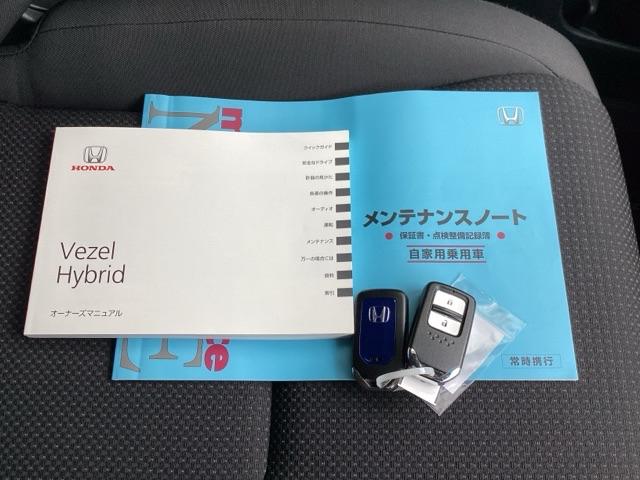 HONDA
Vezel
Hybrid
オーナーズマニュアル
クイックガイド
安全なドライブ
計器の見かた
各部の操作
オーディオ
運転
メンテナンス
万一の場合には
資料
索引
メンテナンスノート
保証書・点検整備記録簿
自家用乗用車
常時携行